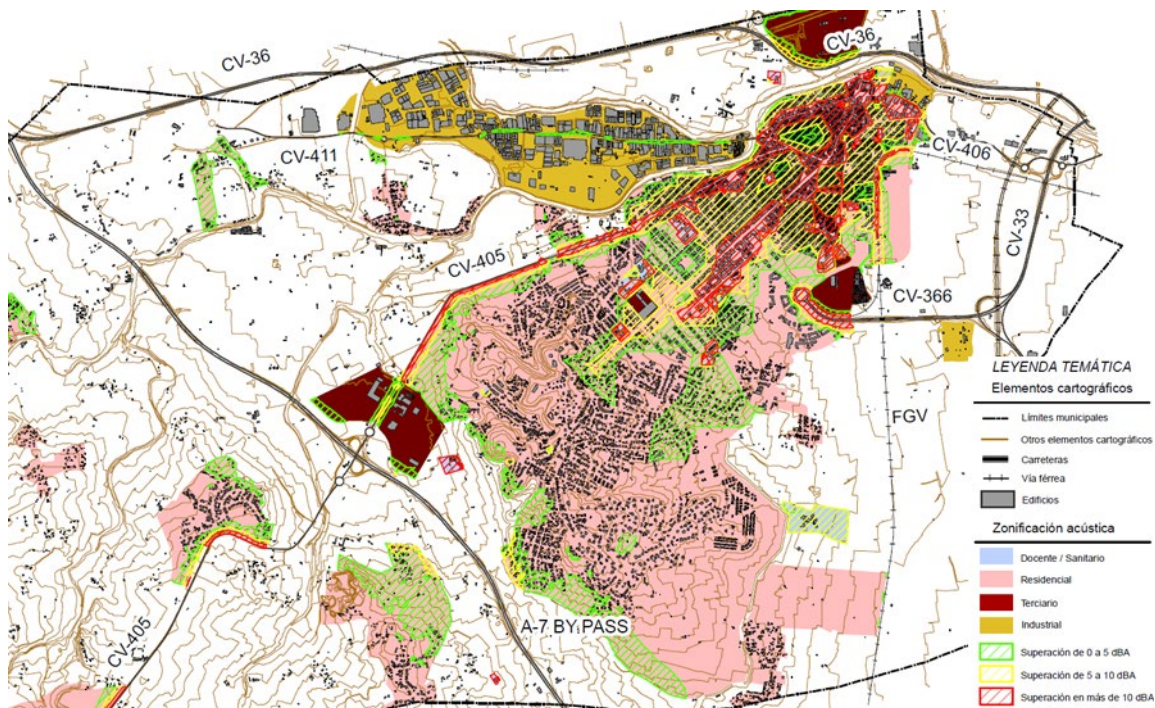 CV-36
CV-36
CV-411
CV-406
CV-33
CV-405
CV-366
FGV
A-7 BY PASS
CV-405
LEYENDA TEMÁTICA
Elementos cartográficos
Límites municipales
Otros elementos cartográficos
Carreteras
Vía férrea
Edificios
Zonificación acústica
Docente / Sanitario
Residencial
Terciario
Industrial
Superación de 0 a 5 dBA
Superación de 5 a 10 dBA
Superación en más de 10 dBA